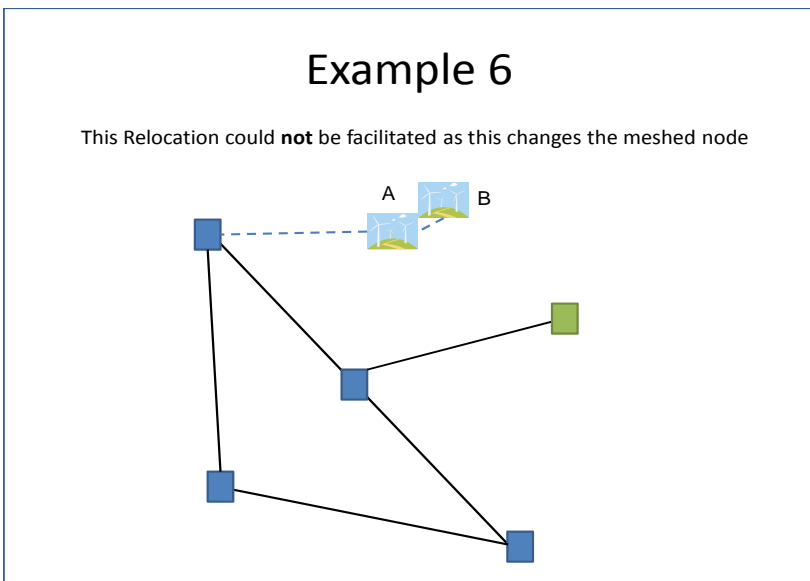 Example 6
This Relocation could not be facilitated as this changes the meshed node
A
B